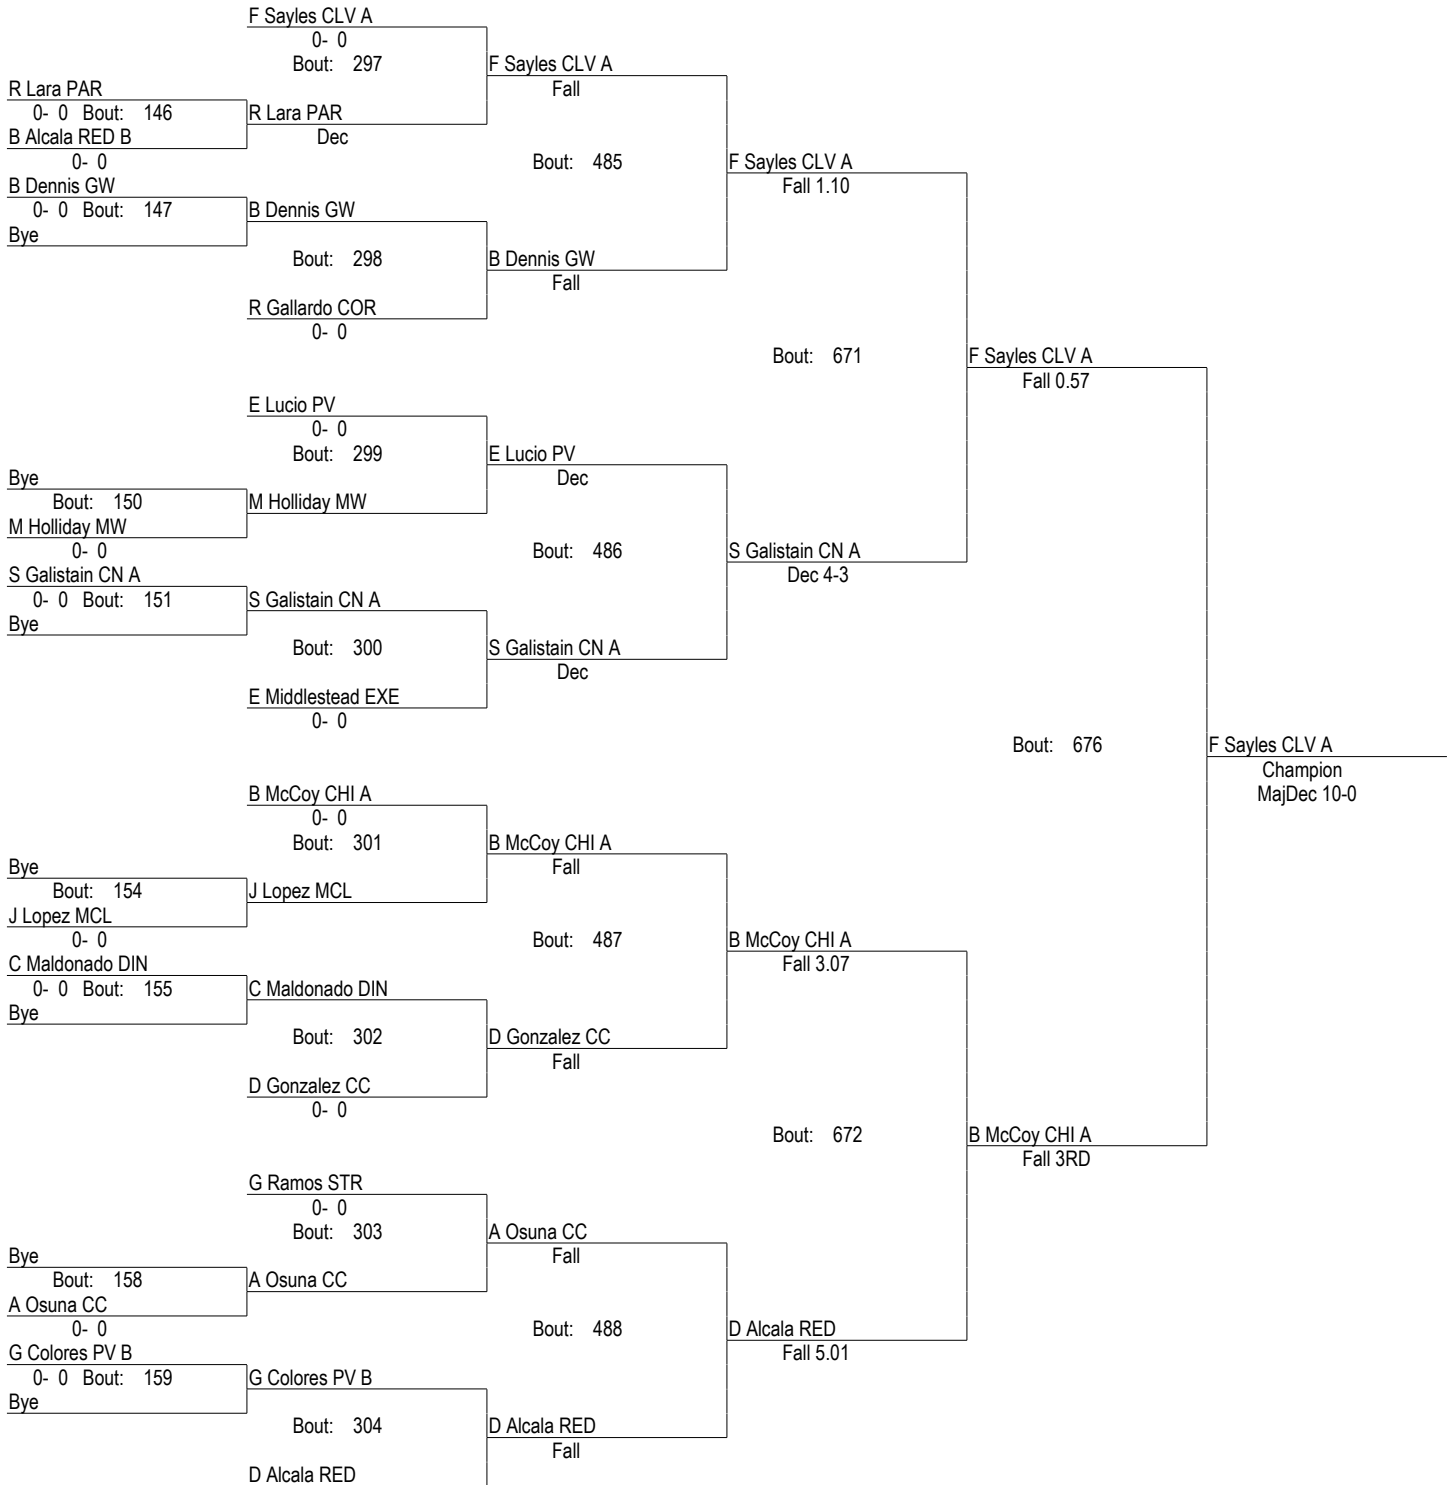 F Sayles CLV A
0- 0
Bout: 297
F Sayles CLV A
Fall
R Lara PAR
0- 0 Bout: 146
R Lara PAR
Dec
B Alcala RED B
0- 0
Bout: 485
F Sayles CLV A
Fall 1.10
B Dennis GW
0- 0 Bout: 147
B Dennis GW
Bye
Bout: 298
B Dennis GW
Fall
R Gallardo COR
0- 0
Bout: 671
F Sayles CLV A
Fall 0.57
E Lucio PV
0- 0
Bout: 299
E Lucio PV
Dec
Bye
Bout: 150
M Holliday MW
M Holliday MW
0- 0
Bout: 486
S Galistain CN A
Dec 4-3
S Galistain CN A
0- 0 Bout: 151
S Galistain CN A
Bye
Bout: 300
S Galistain CN A
Dec
E Middlestead EXE
0- 0
Bout: 676
F Sayles CLV A
Champion
MajDec 10-0
B McCoy CHI A
0- 0
Bout: 301
B McCoy CHI A
Fall
Bye
Bout: 154
J Lopez MCL
J Lopez MCL
0- 0
Bout: 487
B McCoy CHI A
Fall 3.07
C Maldonado DIN
0- 0 Bout: 155
C Maldonado DIN
Bye
Bout: 302
D Gonzalez CC
Fall
D Gonzalez CC
0- 0
Bout: 672
B McCoy CHI A
Fall 3RD
G Ramos STR
0- 0
Bout: 303
A Osuna CC
Fall
Bye
Bout: 158
A Osuna CC
A Osuna CC
0- 0
Bout: 488
D Alcala RED
Fall 5.01
G Colores PV B
0- 0 Bout: 159
G Colores PV B
Bye
Bout: 304
D Alcala RED
Fall
D Alcala RED